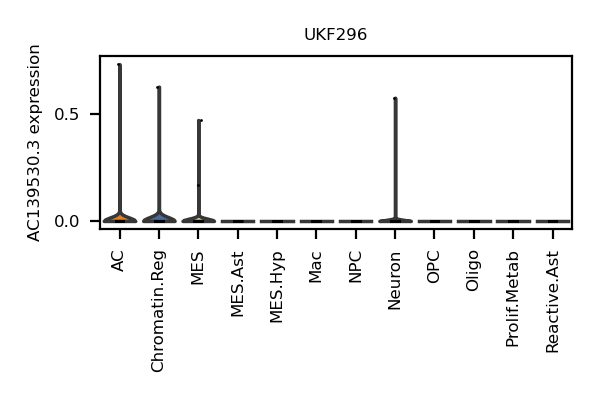 UKF296
AC139530.3 expression
0.5
0.0
AC
Chromatin.Reg
MES
MES.Ast
MES.Hyp
Mac
NPC
Neuron
OPC
Oligo
Prolif.Metab
Reactive.Ast